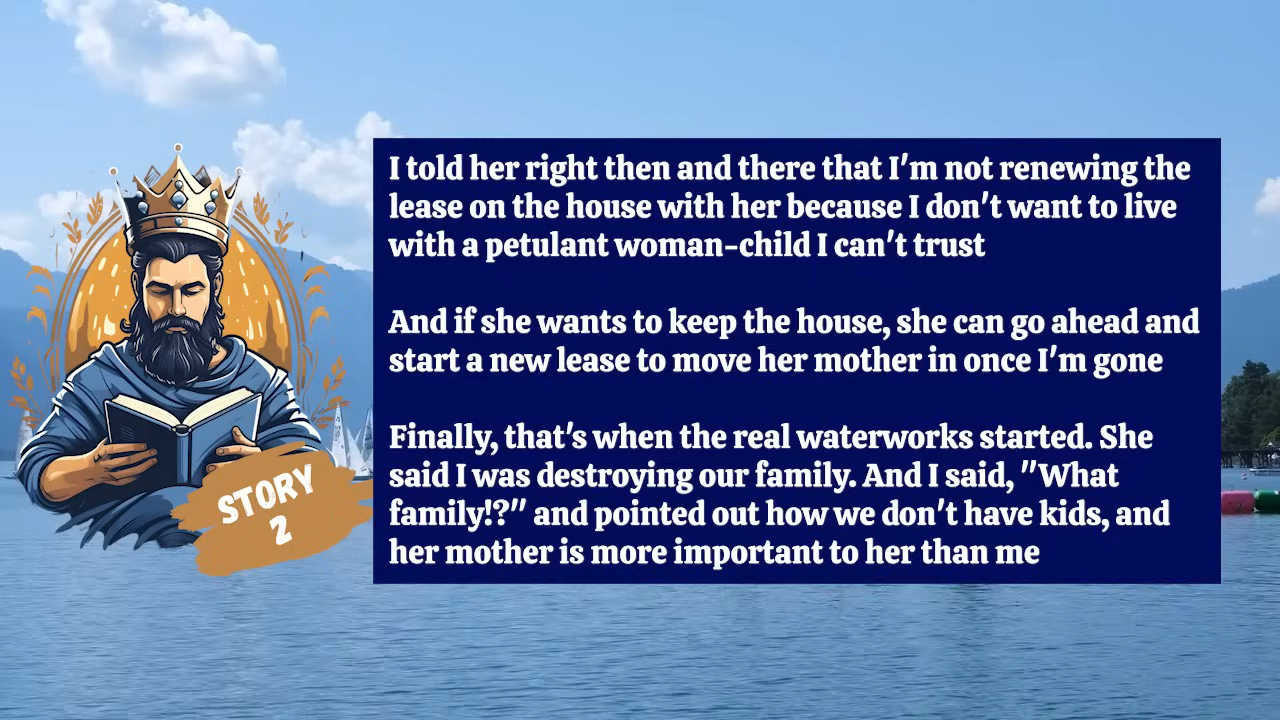 I told her right then and there that I'm not renewing the
lease on the house with her because I don't want to live
with a petulant woman-child I can't trust
And if she wants to keep the house, she can go ahead and
start a new lease to move her mother in once I'm gone
Finally, that's when the real waterworks started. She
said I was destroying our family. And I said, "What
family!?" and pointed out how we don't have kids, and
her mother is more important to her than me
STORY
2